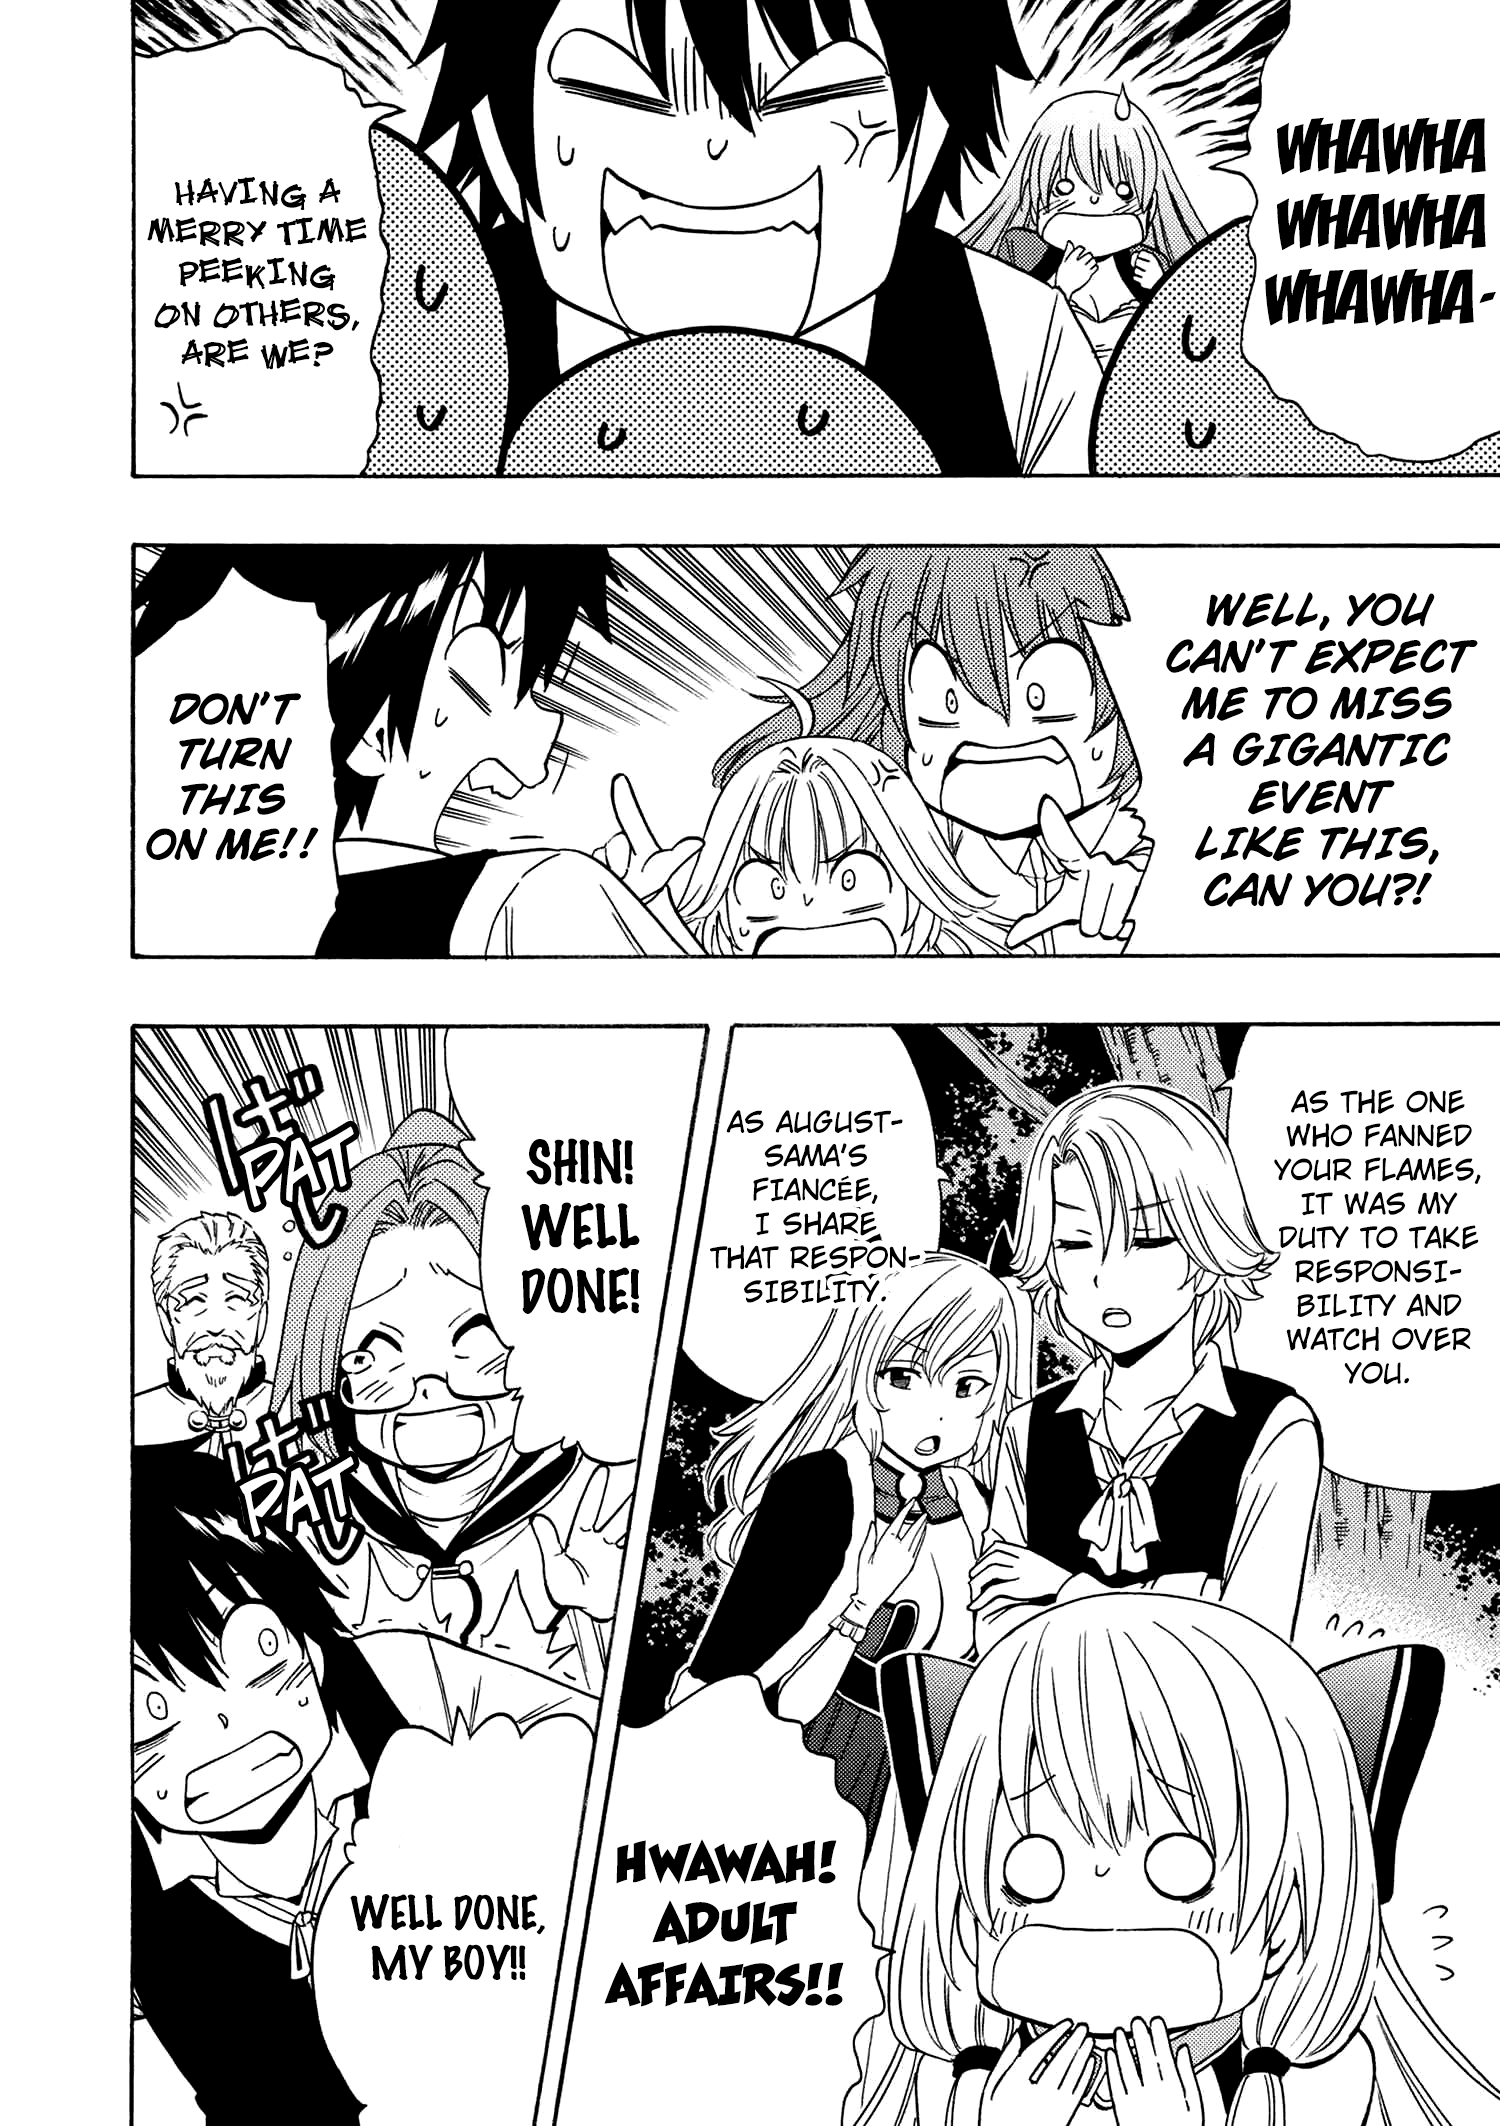 WHAWHA
WHAWHA
WHAWHA-
HAVING A
MERRY TIME
PEEKING
ON OTHERS,
ARE WE?
WELL, YOU
CAN'T EXPECT
ME TO MISS
A GIGANTIC
EVENT
LIKE THIS,
CAN YOU?!
DON'T
TURN
THIS
ON ME!!
AS THE ONE
WHO FANNED
YOUR FLAMES,
IT WAS MY
DUTY TO TAKE
RESPONSI-
BILITY AND
WATCH OVER
YOU.
AS AUGUST-
SAMA'S
FIANCÉE,
I SHARE
THAT RESPON-
SIBILITY.
HWAWAH!
ADULT
AFFAIRS!!
SHIN!
WELL
DONE!
PAT
PAT
WELL DONE,
MY BOY!!